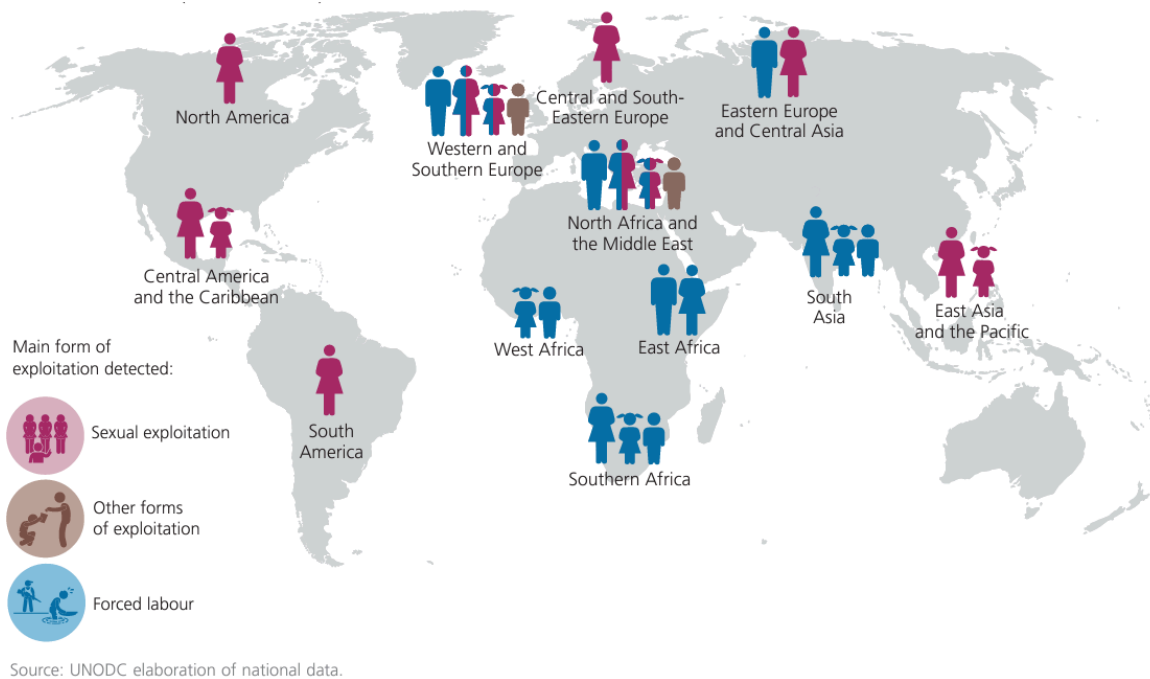 North America
Central and South-
Eastern Europe
Eastern Europe
and Central Asia
Western and
Southern Europe
North Africa and
the Middle East
Central America
and the Caribbean
South
Asia
East Asia
and the Pacific
West Africa
East Africa
South
America
Southern Africa
Main form of
exploitation detected:
Sexual exploitation
Other forms
of exploitation
Forced labour
Source: UNODC elaboration of national data.